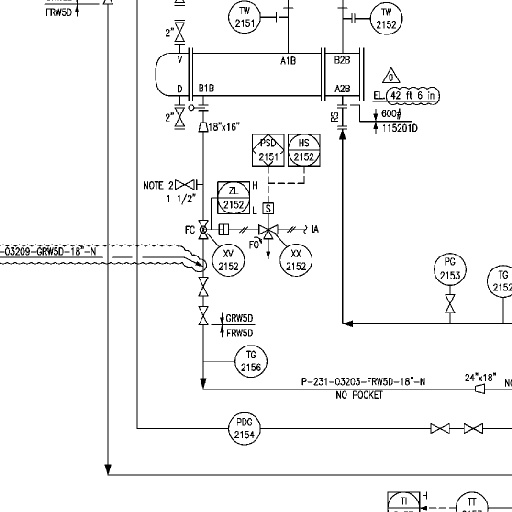 FRW5D
TW
2151
TW
2152
2"
V
A1B
B2B
D
B1B
A2B
0
EL 42 ft 6 in
RS
600#
115201D
2"
18"x16"
PSD
2151
HS
2152
NOTE 2
1 1/2"
ZL
2152
H
L
S
FC
FO
IA
XV
2152
XX
2152
-03209-GRW5D-18"-N
PG
2153
TG
2152
GRW5D
FRW5D
TG
2156
P-231-03203-FRW5D-18"-N
NO POCKET
24"x18"
PDG
2154
TI
TT